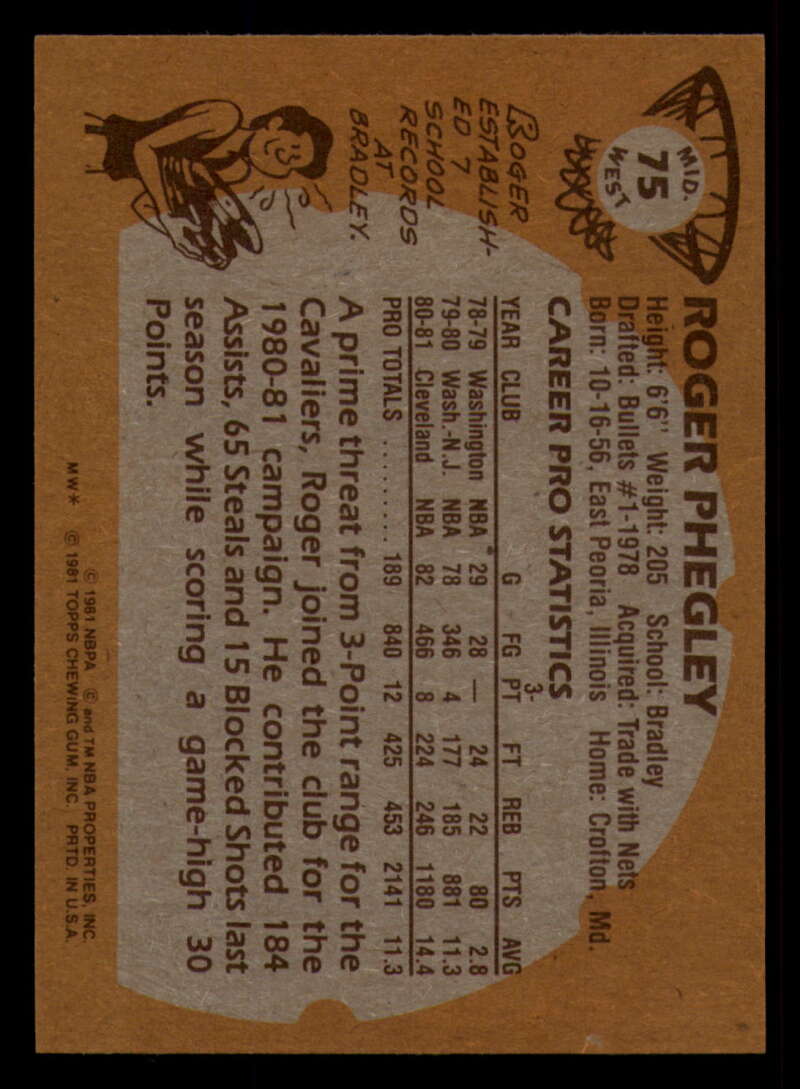 MID.
75
WEST
ROGER PHEGLEY
Height: 6'6" Weight: 205 School: Bradley
Drafted: Bullets #1-1978 Acquired: Trade with Nets
Born: 10-16-56, East Peoria, Illinois Home: Crofton, Md.
CAREER PRO STATISTICS
YEAR CLUB G FG 3-PT FT REB PTS AVG
78-79 Washington NBA 29 28 — 24 22 80 2.8
79-80 Wash.-N.J. NBA 78 346 4 177 185 881 11.3
80-81 Cleveland NBA 82 466 8 224 246 1180 14.4
PRO TOTALS .......... 189 840 12 425 453 2141 11.3
A prime threat from 3-Point range for the
Cavaliers, Roger joined the club for the
1980-81 campaign. He contributed 184
Assists, 65 Steals and 15 Blocked Shots last
season while scoring a game-high 30
Points.
ROGER
ESTABLISH-
ED 7
SCHOOL
RECORDS
AT
BRADLEY.
© 1981 NBPA © and TM NBA PROPERTIES, INC.
MW* © 1981 TOPPS CHEWING GUM, INC. PRTD. IN U.S.A.